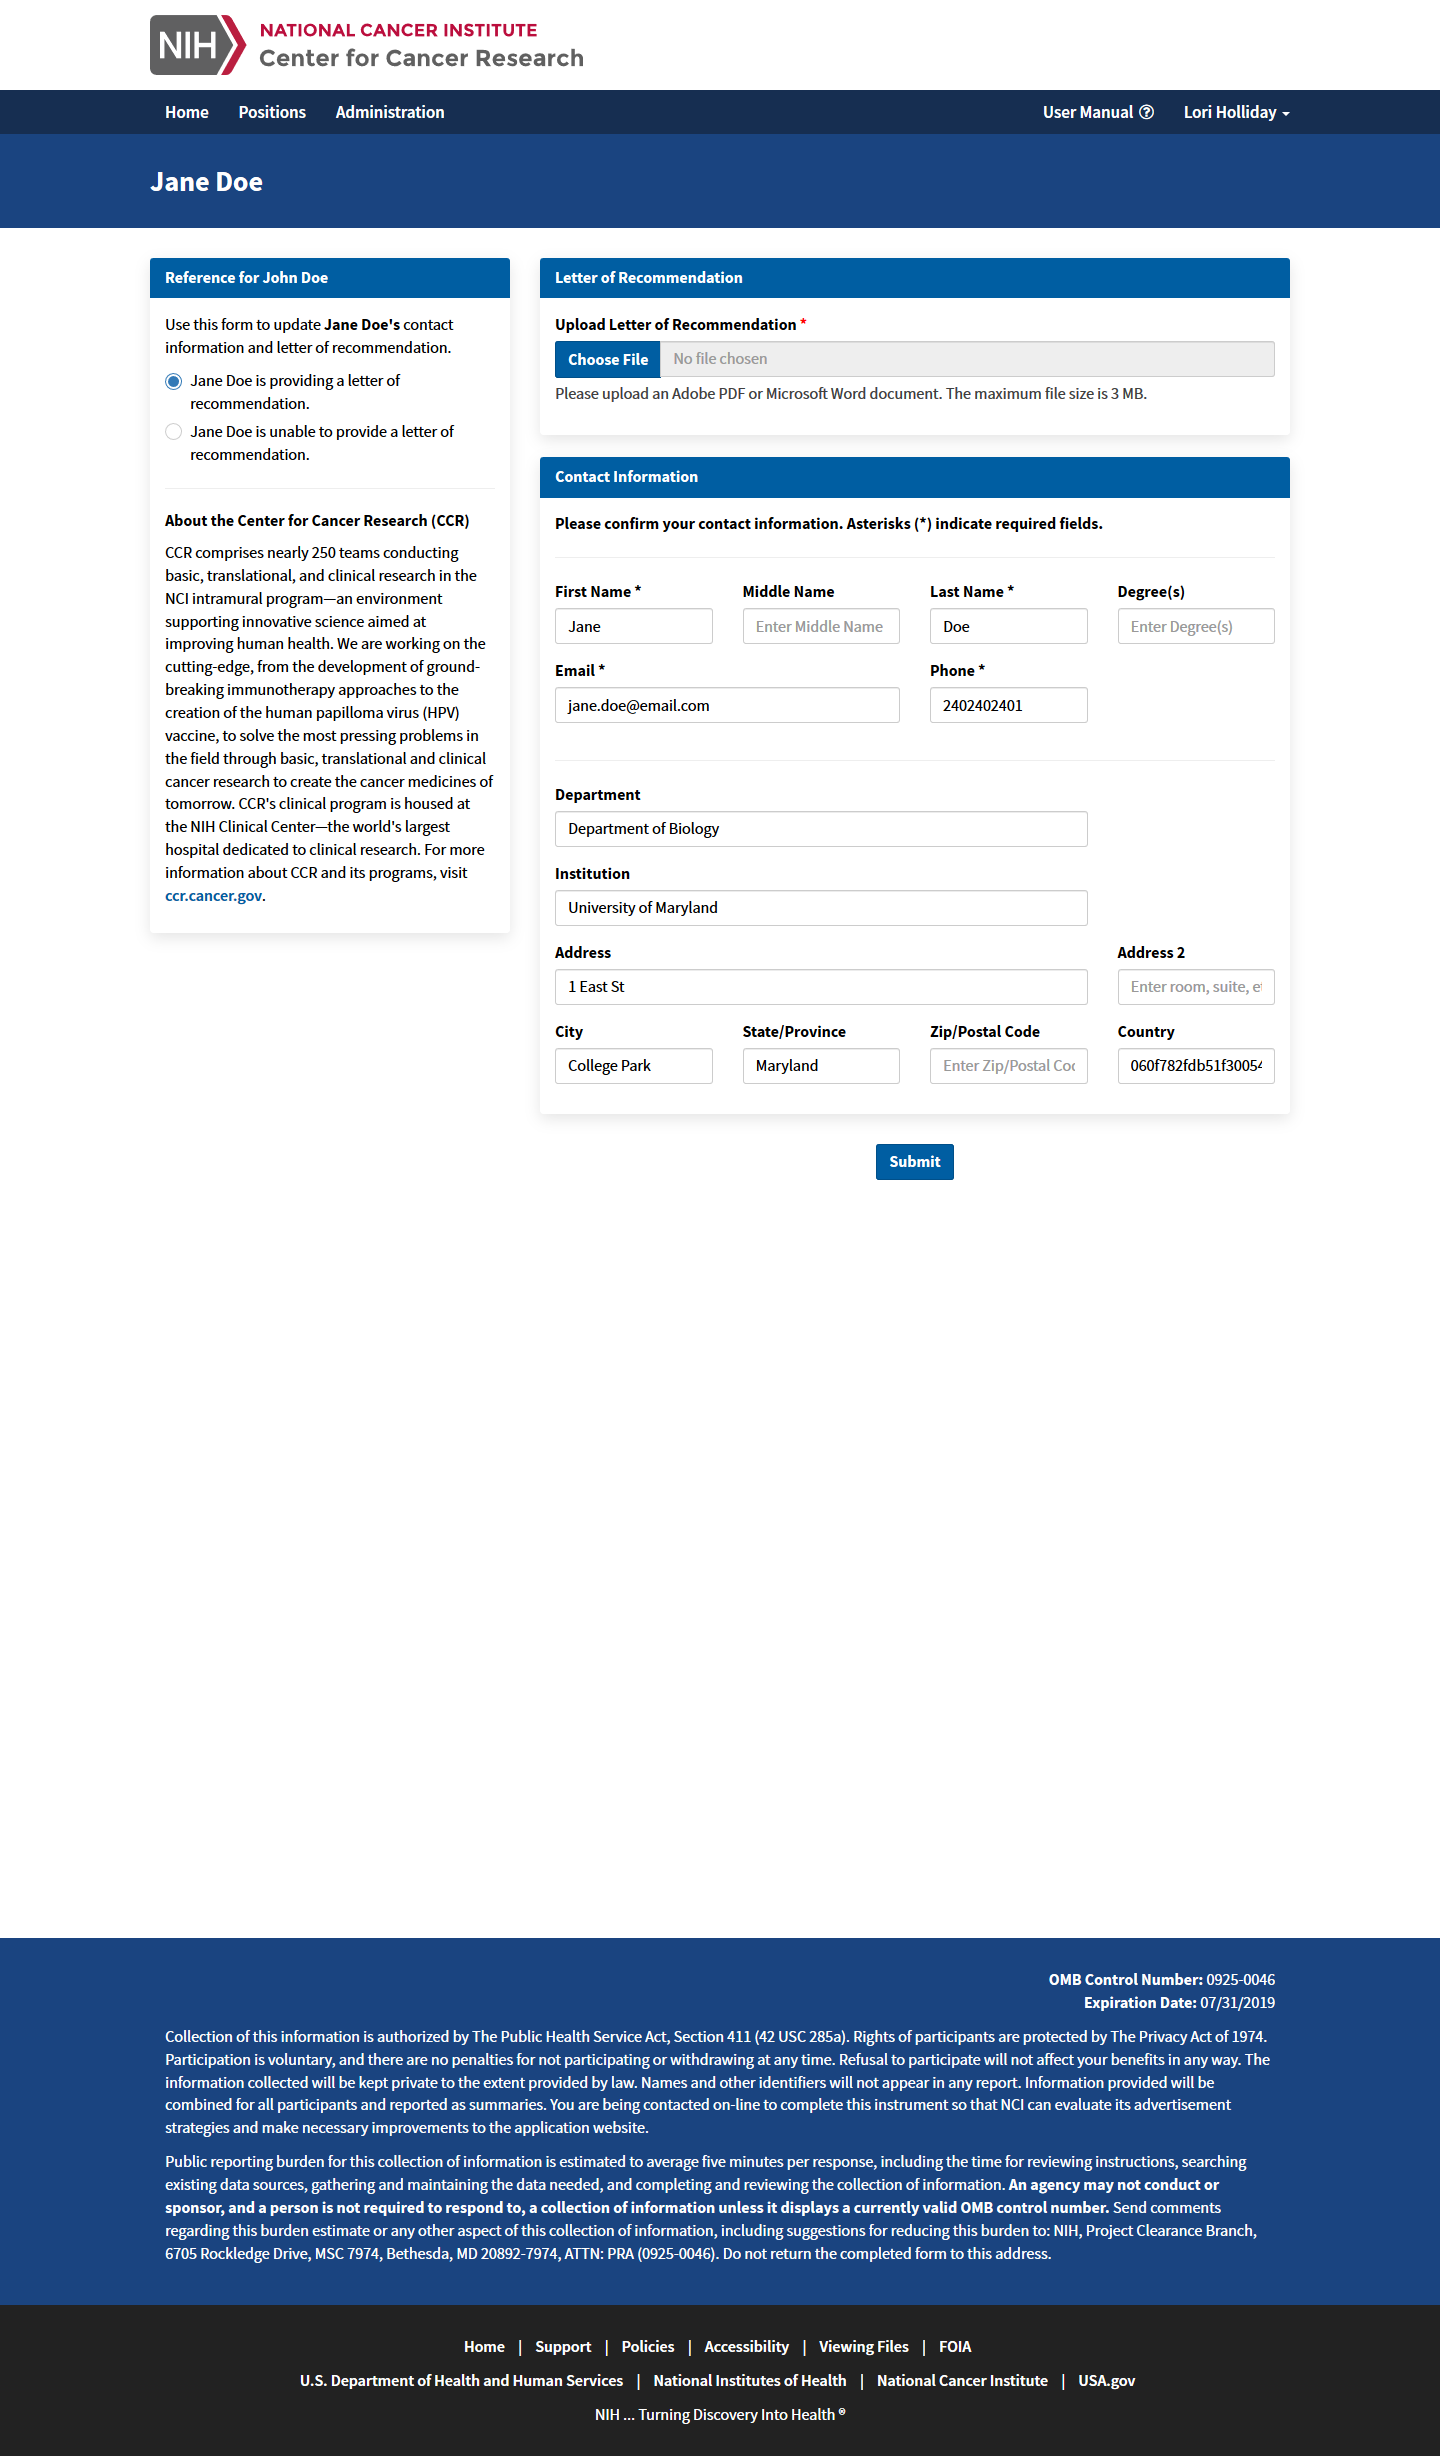 NIH
NATIONAL CANCER INSTITUTE
Center for Cancer Research
Home Positions Administration User Manual Lori Holliday
Jane Doe
Reference for John Doe
Use this form to update Jane Doe's contact
information and letter of recommendation.
Jane Doe is providing a letter of
recommendation.
Jane Doe is unable to provide a letter of
recommendation.
About the Center for Cancer Research (CCR)
CCR comprises nearly 250 teams conducting
basic, translational, and clinical research in the
NCI intramural program—an environment
supporting innovative science aimed at
improving human health. We are working on the
cutting-edge, from the development of ground-
breaking immunotherapy approaches to the
creation of the human papilloma virus (HPV)
vaccine, to solve the most pressing problems in
the field through basic, translational and clinical
cancer research to create the cancer medicines of
tomorrow. CCR's clinical program is housed at
the NIH Clinical Center—the world's largest
hospital dedicated to clinical research. For more
information about CCR and its programs, visit
ccr.cancer.gov.
Letter of Recommendation
Upload Letter of Recommendation *
Choose File No file chosen
Please upload an Adobe PDF or Microsoft Word document. The maximum file size is 3 MB.
Contact Information
Please confirm your contact information. Asterisks (*) indicate required fields.
First Name * Middle Name Last Name * Degree(s)
Jane Enter Middle Name Doe Enter Degree(s)
Email * Phone *
jane.doe@email.com 2402402401
Department
Department of Biology
Institution
University of Maryland
Address Address 2
1 East St Enter room, suite, et
City State/Province Zip/Postal Code Country
College Park Maryland Enter Zip/Postal Coc 060f782fdb51f30054
Submit
OMB Control Number: 0925-0046
Expiration Date: 07/31/2019
Collection of this information is authorized by The Public Health Service Act, Section 411 (42 USC 285a). Rights of participants are protected by The Privacy Act of 1974.
Participation is voluntary, and there are no penalties for not participating or withdrawing at any time. Refusal to participate will not affect your benefits in any way. The
information collected will be kept private to the extent provided by law. Names and other identifiers will not appear in any report. Information provided will be
combined for all participants and reported as summaries. You are being contacted on-line to complete this instrument so that NCI can evaluate its advertisement
strategies and make necessary improvements to the application website.
Public reporting burden for this collection of information is estimated to average five minutes per response, including the time for reviewing instructions, searching
existing data sources, gathering and maintaining the data needed, and completing and reviewing the collection of information. An agency may not conduct or
sponsor, and a person is not required to respond to, a collection of information unless it displays a currently valid OMB control number. Send comments
regarding this burden estimate or any other aspect of this collection of information, including suggestions for reducing this burden to: NIH, Project Clearance Branch,
6705 Rockledge Drive, MSC 7974, Bethesda, MD 20892-7974, ATTN: PRA (0925-0046). Do not return the completed form to this address.
Home | Support | Policies | Accessibility | Viewing Files | FOIA
U.S. Department of Health and Human Services | National Institutes of Health | National Cancer Institute | USA.gov
NIH ... Turning Discovery Into Health ®